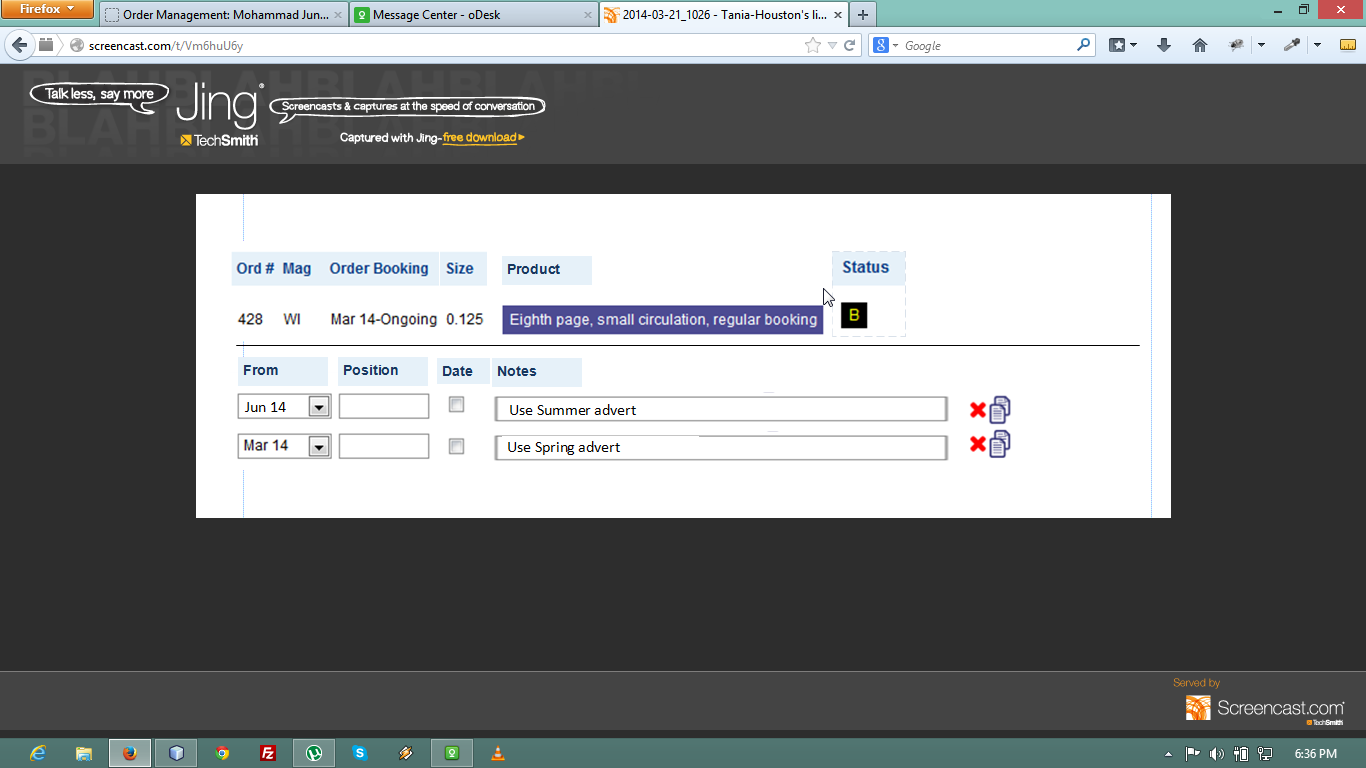 Firefox
Order Management: Mohammad Jun...
Message Center - oDesk
2014-03-21_1026 - Tania-Houston's li...
screencast.com/t/Vm6huU6y
Google
Talk less, say more
Jing
Screencasts & captures at the speed of conversation
TechSmith
Captured with Jing-free download
Ord # Mag Order Booking Size Product Status
428 WI Mar 14-Ongoing 0.125 Eighth page, small circulation, regular booking B
From Position Date Notes
Jun 14 Use Summer advert
Mar 14 Use Spring advert
Served by
Screencast.com
TechSmith
6:36 PM